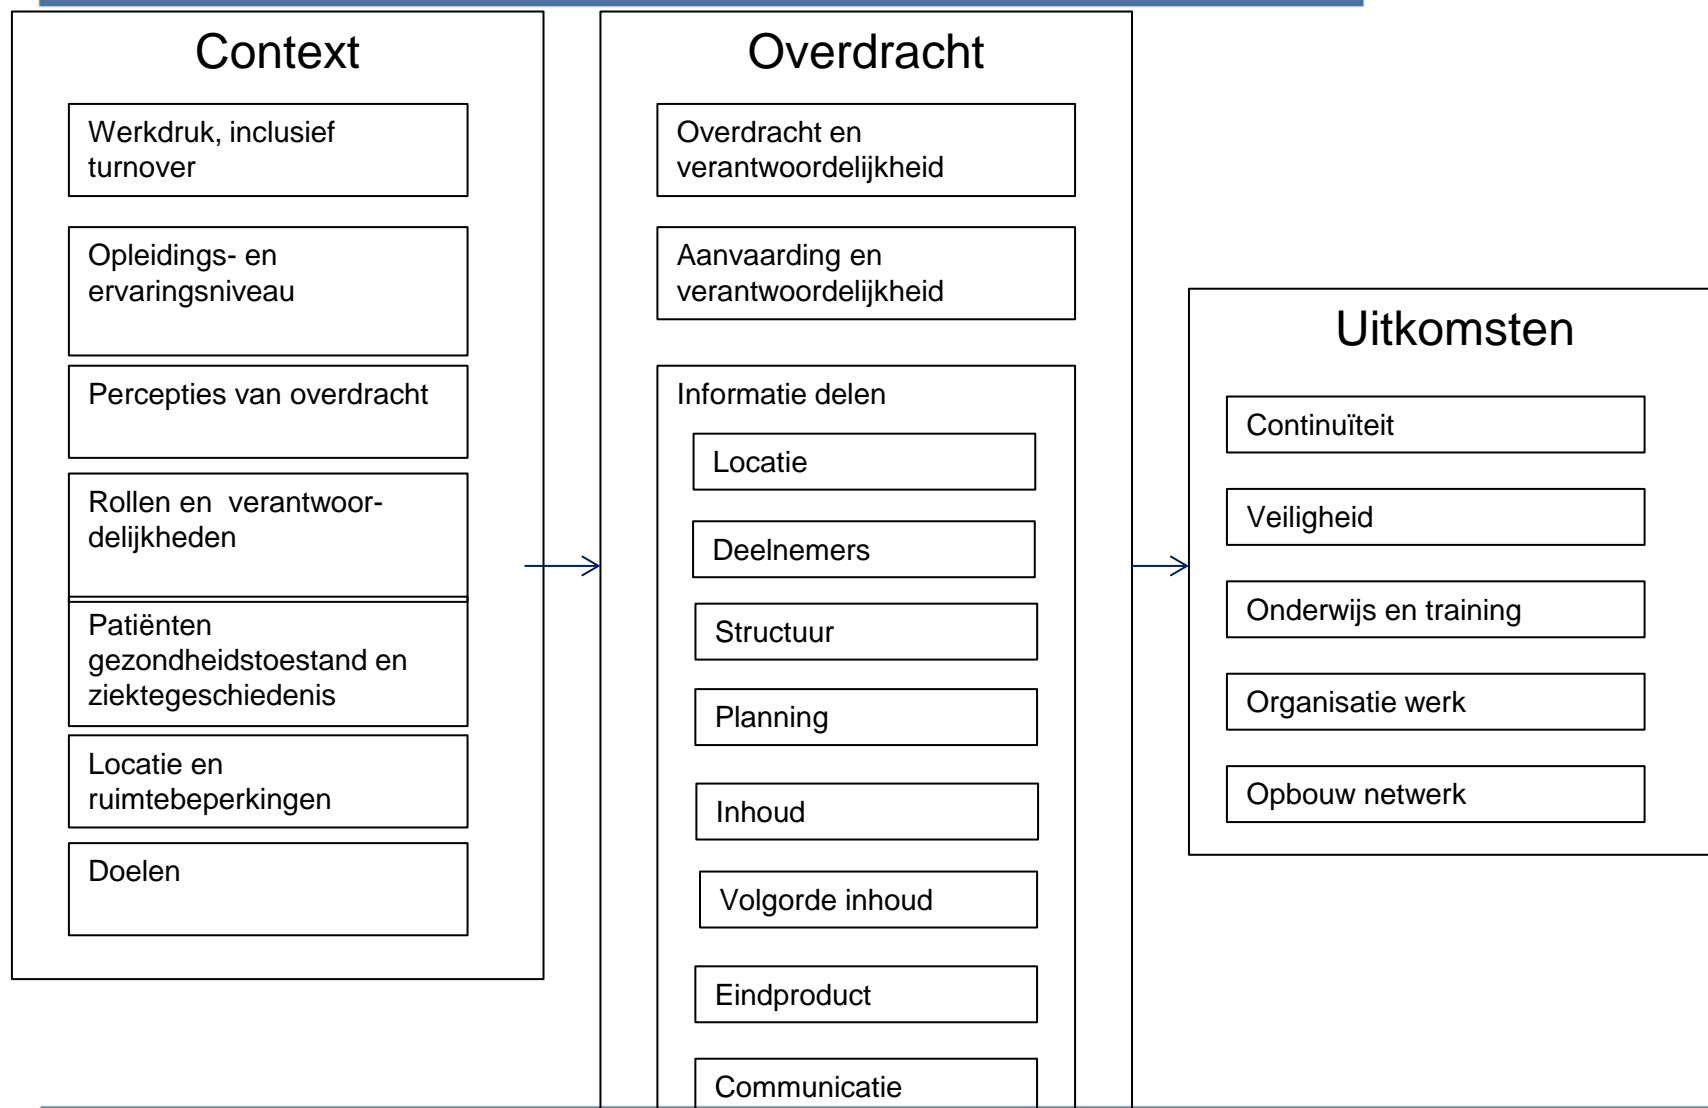 Context
Werkdruk, inclusief
turnover
Opleidings- en
ervaringsniveau
Percepties van overdracht
Rollen en verantwoor-
delijkheden
Patiënten
gezondheidstoestand en
ziektegeschiedenis
Locatie en
ruimtebeperkingen
Doelen
Overdracht
Overdracht en
verantwoordelijkheid
Aanvaarding en
verantwoordelijkheid
Informatie delen
Locatie
Deelnemers
Structuur
Planning
Inhoud
Volgorde inhoud
Eindproduct
Communicatie
Uitkomsten
Continuïteit
Veiligheid
Onderwijs en training
Organisatie werk
Opbouw netwerk